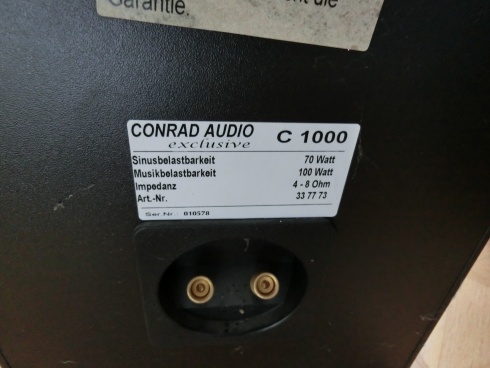 Garantie.
CONRAD AUDIO C 1000
exclusive
Sinusbelastbarkeit 70 Watt
Musikbelastbarkeit 100 Watt
Impedanz 4 - 8 Ohm
Art.-Nr. 33 77 73
Ser.Nr 010570